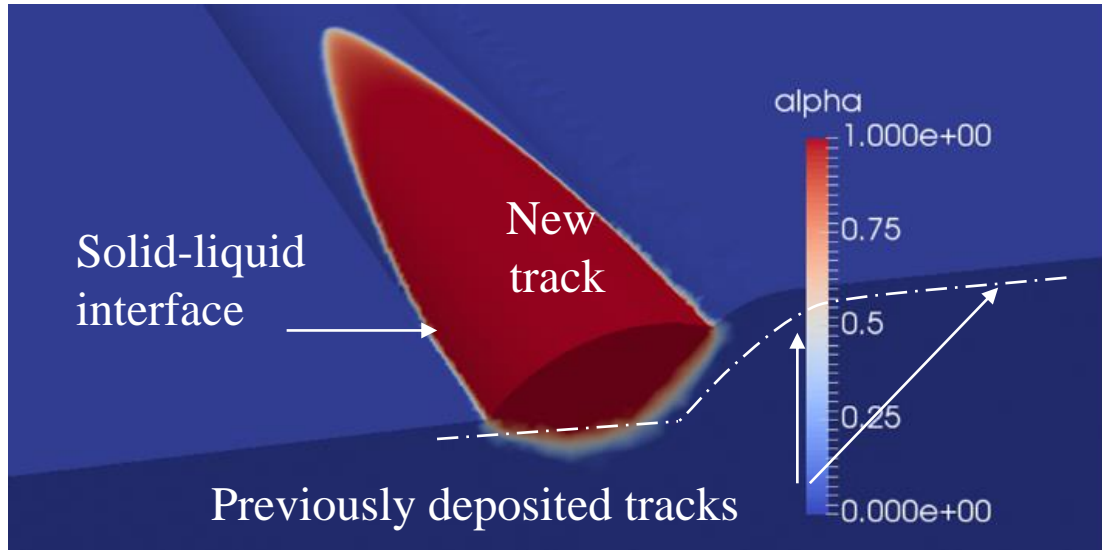 alpha
1.000e+00
0.75
0.5
0.25
0.000e+00
New
track
Solid-liquid
interface
Previously deposited tracks